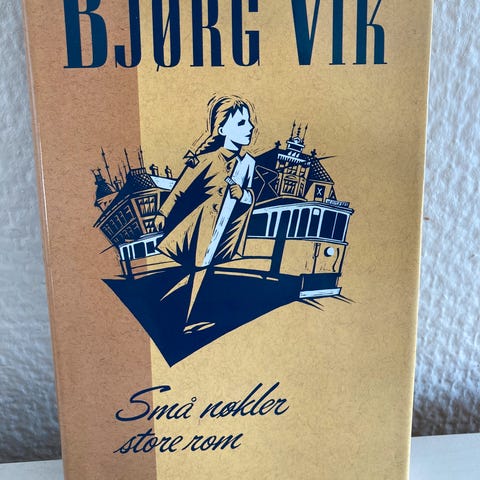 BJØRG VIK
Små nøkler
store rom